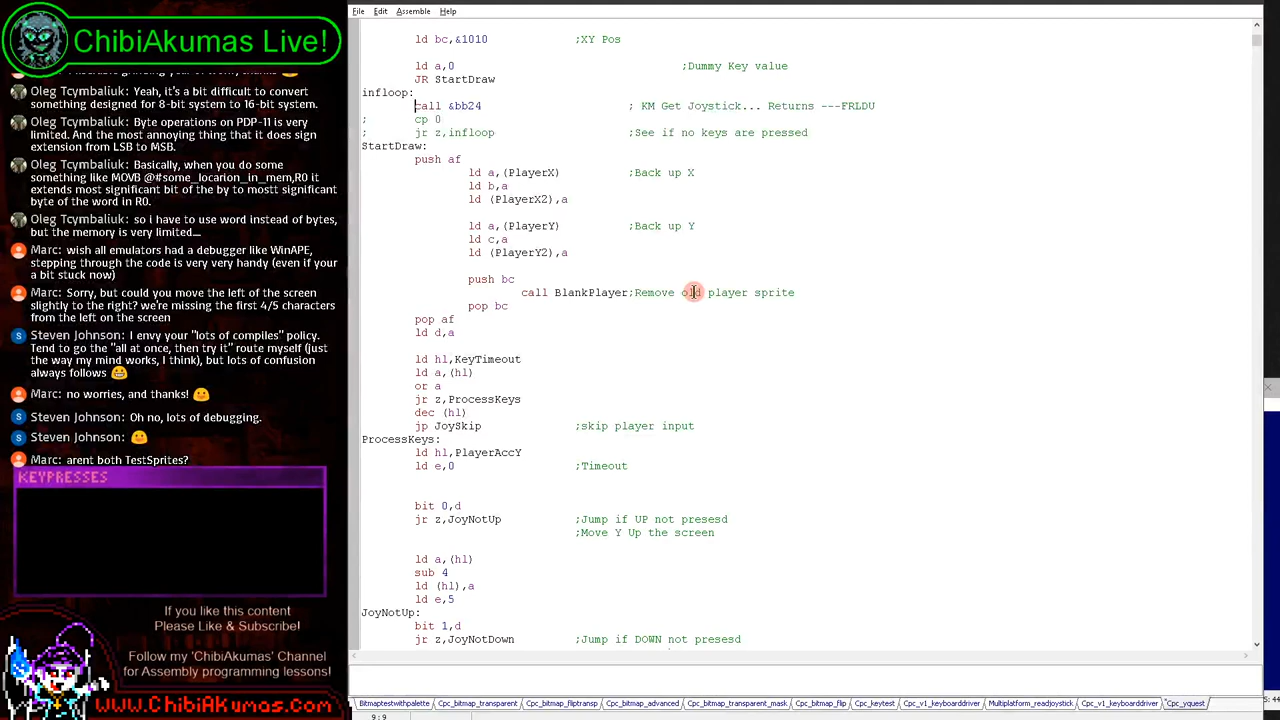 ChibiAkumas Live!
Oleg Tcymbaliuk: Yeah, it's a bit difficult to convert
something designed for 8-bit system to 16-bit system.
Oleg Tcymbaliuk: Byte operations on PDP-11 is very
limited. And the most annoying thing that it does sign
extension from LSB to MSB.
Oleg Tcymbaliuk: Basically, when you do some
something like MOVB @#some_locarion_in_mem,R0 it
extends most significant bit of the by to mostt significant
byte of the word in R0.
Oleg Tcymbaliuk: so i have to use word instead of bytes,
but the memory is very limited....
Marc: wish all emulators had a debugger like WinAPE,
stepping through the code is very very handy (even if your
a bit stuck now)
Marc: Sorry, but could you move the left of the screen
slightly to the right? we're missing the first 4/5 characters
from the left on the screen
Steven Johnson: I envy your "lots of compiles" policy.
Tend to go the "all at once, then try it" route myself (just
the way my mind works, I think), but lots of confusion
always follows
Marc: no worries, and thanks!
Steven Johnson: Oh no, lots of debugging.
Steven Johnson:
Marc: arent both TestSprites?
KEYPRESSES
If you like this content
Please Like & Subscribe!
Follow my 'ChibiAkumas' Channel
for Assembly programming lessons!
www.ChibiAkumas.com
File Edit Assemble Help
ld bc,&1010 ;XY Pos
ld a,0 ;Dummy Key value
JR StartDraw
infloop:
call &bb24 ; KM Get Joystick... Returns ---FRLDU
; cp 0
; jr z,infloop ;See if no keys are pressed
StartDraw:
push af
ld a,(PlayerX) ;Back up X
ld b,a
ld (PlayerX2),a
ld a,(PlayerY) ;Back up Y
ld c,a
ld (PlayerY2),a
push bc
call BlankPlayer;Remove old player sprite
pop bc
pop af
ld d,a
ld hl,KeyTimeout
ld a,(hl)
or a
jr z,ProcessKeys
dec (hl)
jp JoySkip ;skip player input
ProcessKeys:
ld hl,PlayerAccY
ld e,0 ;Timeout
bit 0,d
jr z,JoyNotUp ;Jump if UP not presesd
;Move Y Up the screen
ld a,(hl)
sub 4
ld (hl),a
ld e,5
JoyNotUp:
bit 1,d
jr z,JoyNotDown ;Jump if DOWN not presesd
Bitmaptestwithpalette Cpc_bitmap_transparent Cpc_bitmap_fliptransp Cpc_bitmap_advanced Cpc_bitmap_transparent_mask Cpc_bitmap_flip Cpc_keytest Cpc_v1_keyboarddriver Multiplatform_readjoystick Cpc_v1_keyboarddriver *Cpc_yquest
9:9